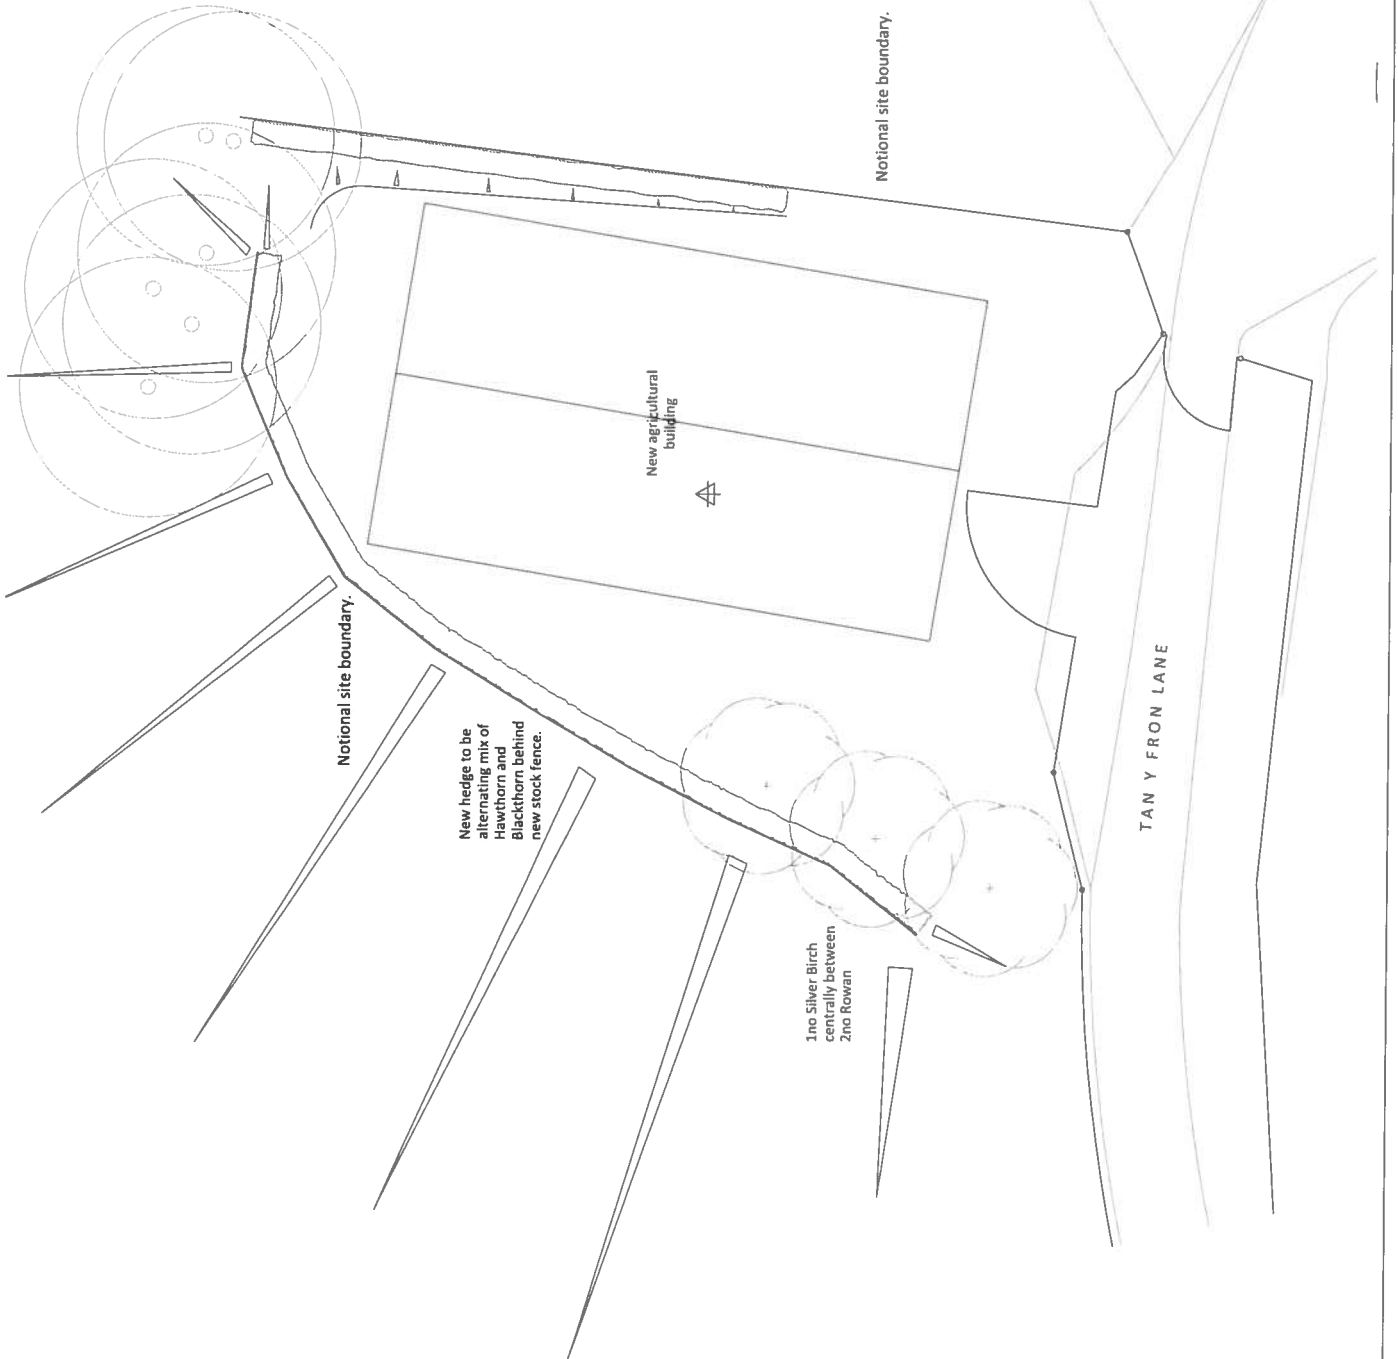 Notional site boundary.
New agricultural
building
Notional site boundary.
New hedge to be
alternating mix of
Hawthorn and
Blackthorn behind
new stock fence.
1no Silver Birch
centrally between
2no Rowan
TAN Y FRON LANE